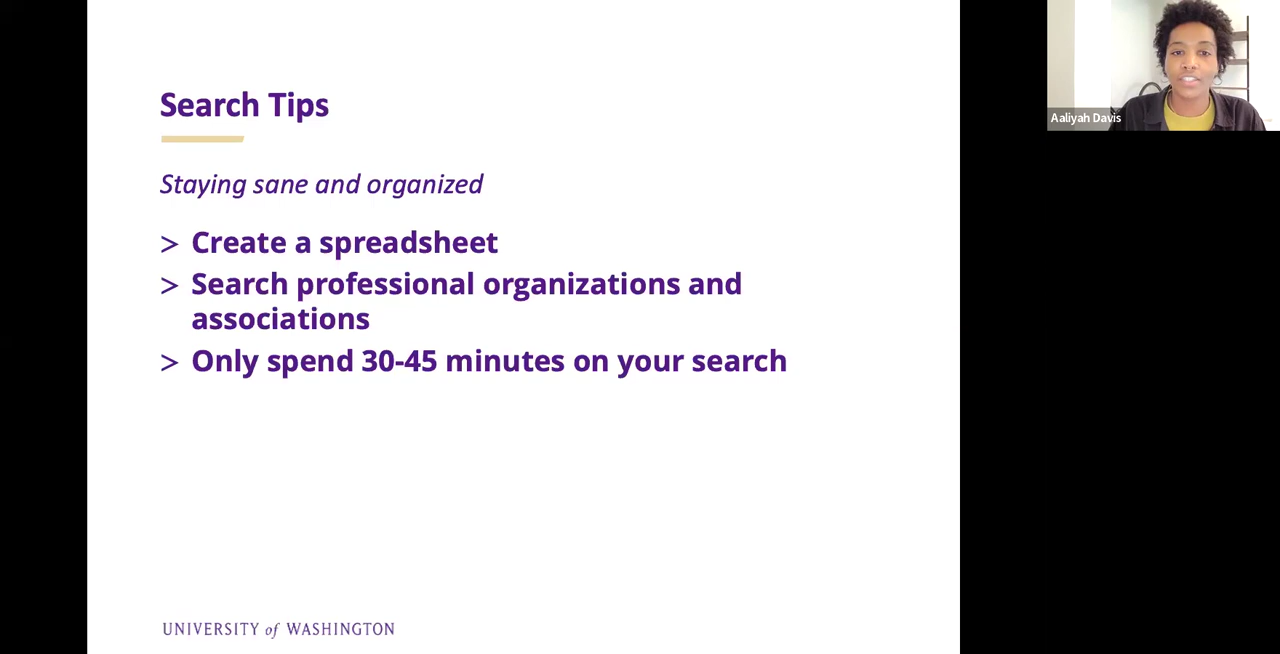 Search Tips
Staying sane and organized
> Create a spreadsheet
> Search professional organizations and
associations
> Only spend 30-45 minutes on your search
UNIVERSITY of WASHINGTON
Aaliyah Davis